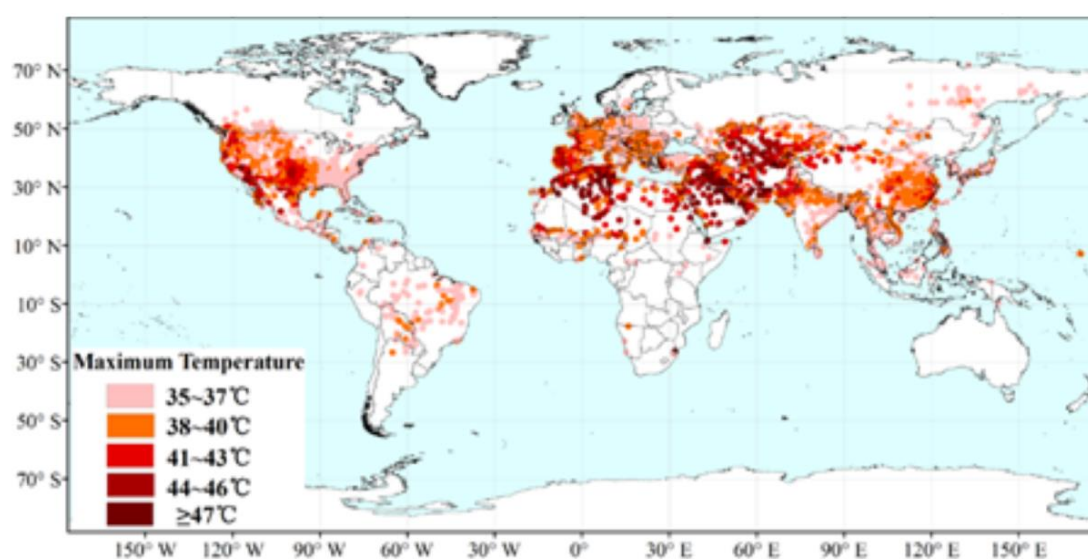 70° N
50° N
30° N
10° N
10° S
30° S
50° S
70° S
Maximum Temperature
35~37℃
38~40℃
41~43℃
44~46℃
≥47℃
150° W 120° W 90° W 60° W 30° W 0° 30° E 60° E 90° E 120° E 150° E